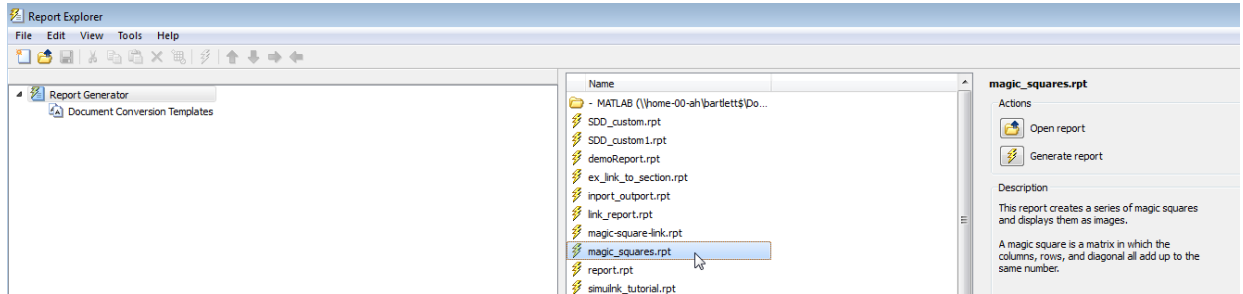 Report Explorer
File Edit View Tools Help
Report Generator
Document Conversion Templates
Name
- MATLAB (\\home-00-ah\bartlett$\Do...
SDD_custom.rpt
SDD_custom1.rpt
demoReport.rpt
ex_link_to_section.rpt
inport_outport.rpt
link_report.rpt
magic-square-link.rpt
magic_squares.rpt
report.rpt
simuilnk_tutorial.rpt
magic_squares.rpt
Actions
Open report
Generate report
Description
This report creates a series of magic squares
and displays them as images.
A magic square is a matrix in which the
columns, rows, and diagonal all add up to the
same number.